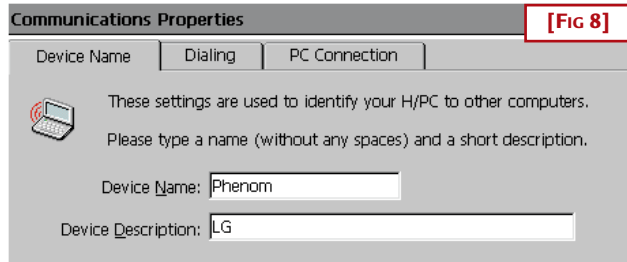 Communications Properties
[FIG 8]
Device Name Dialing PC Connection
These settings are used to identify your H/PC to other computers.
Please type a name (without any spaces) and a short description.
Device Name: Phenom
Device Description: LG